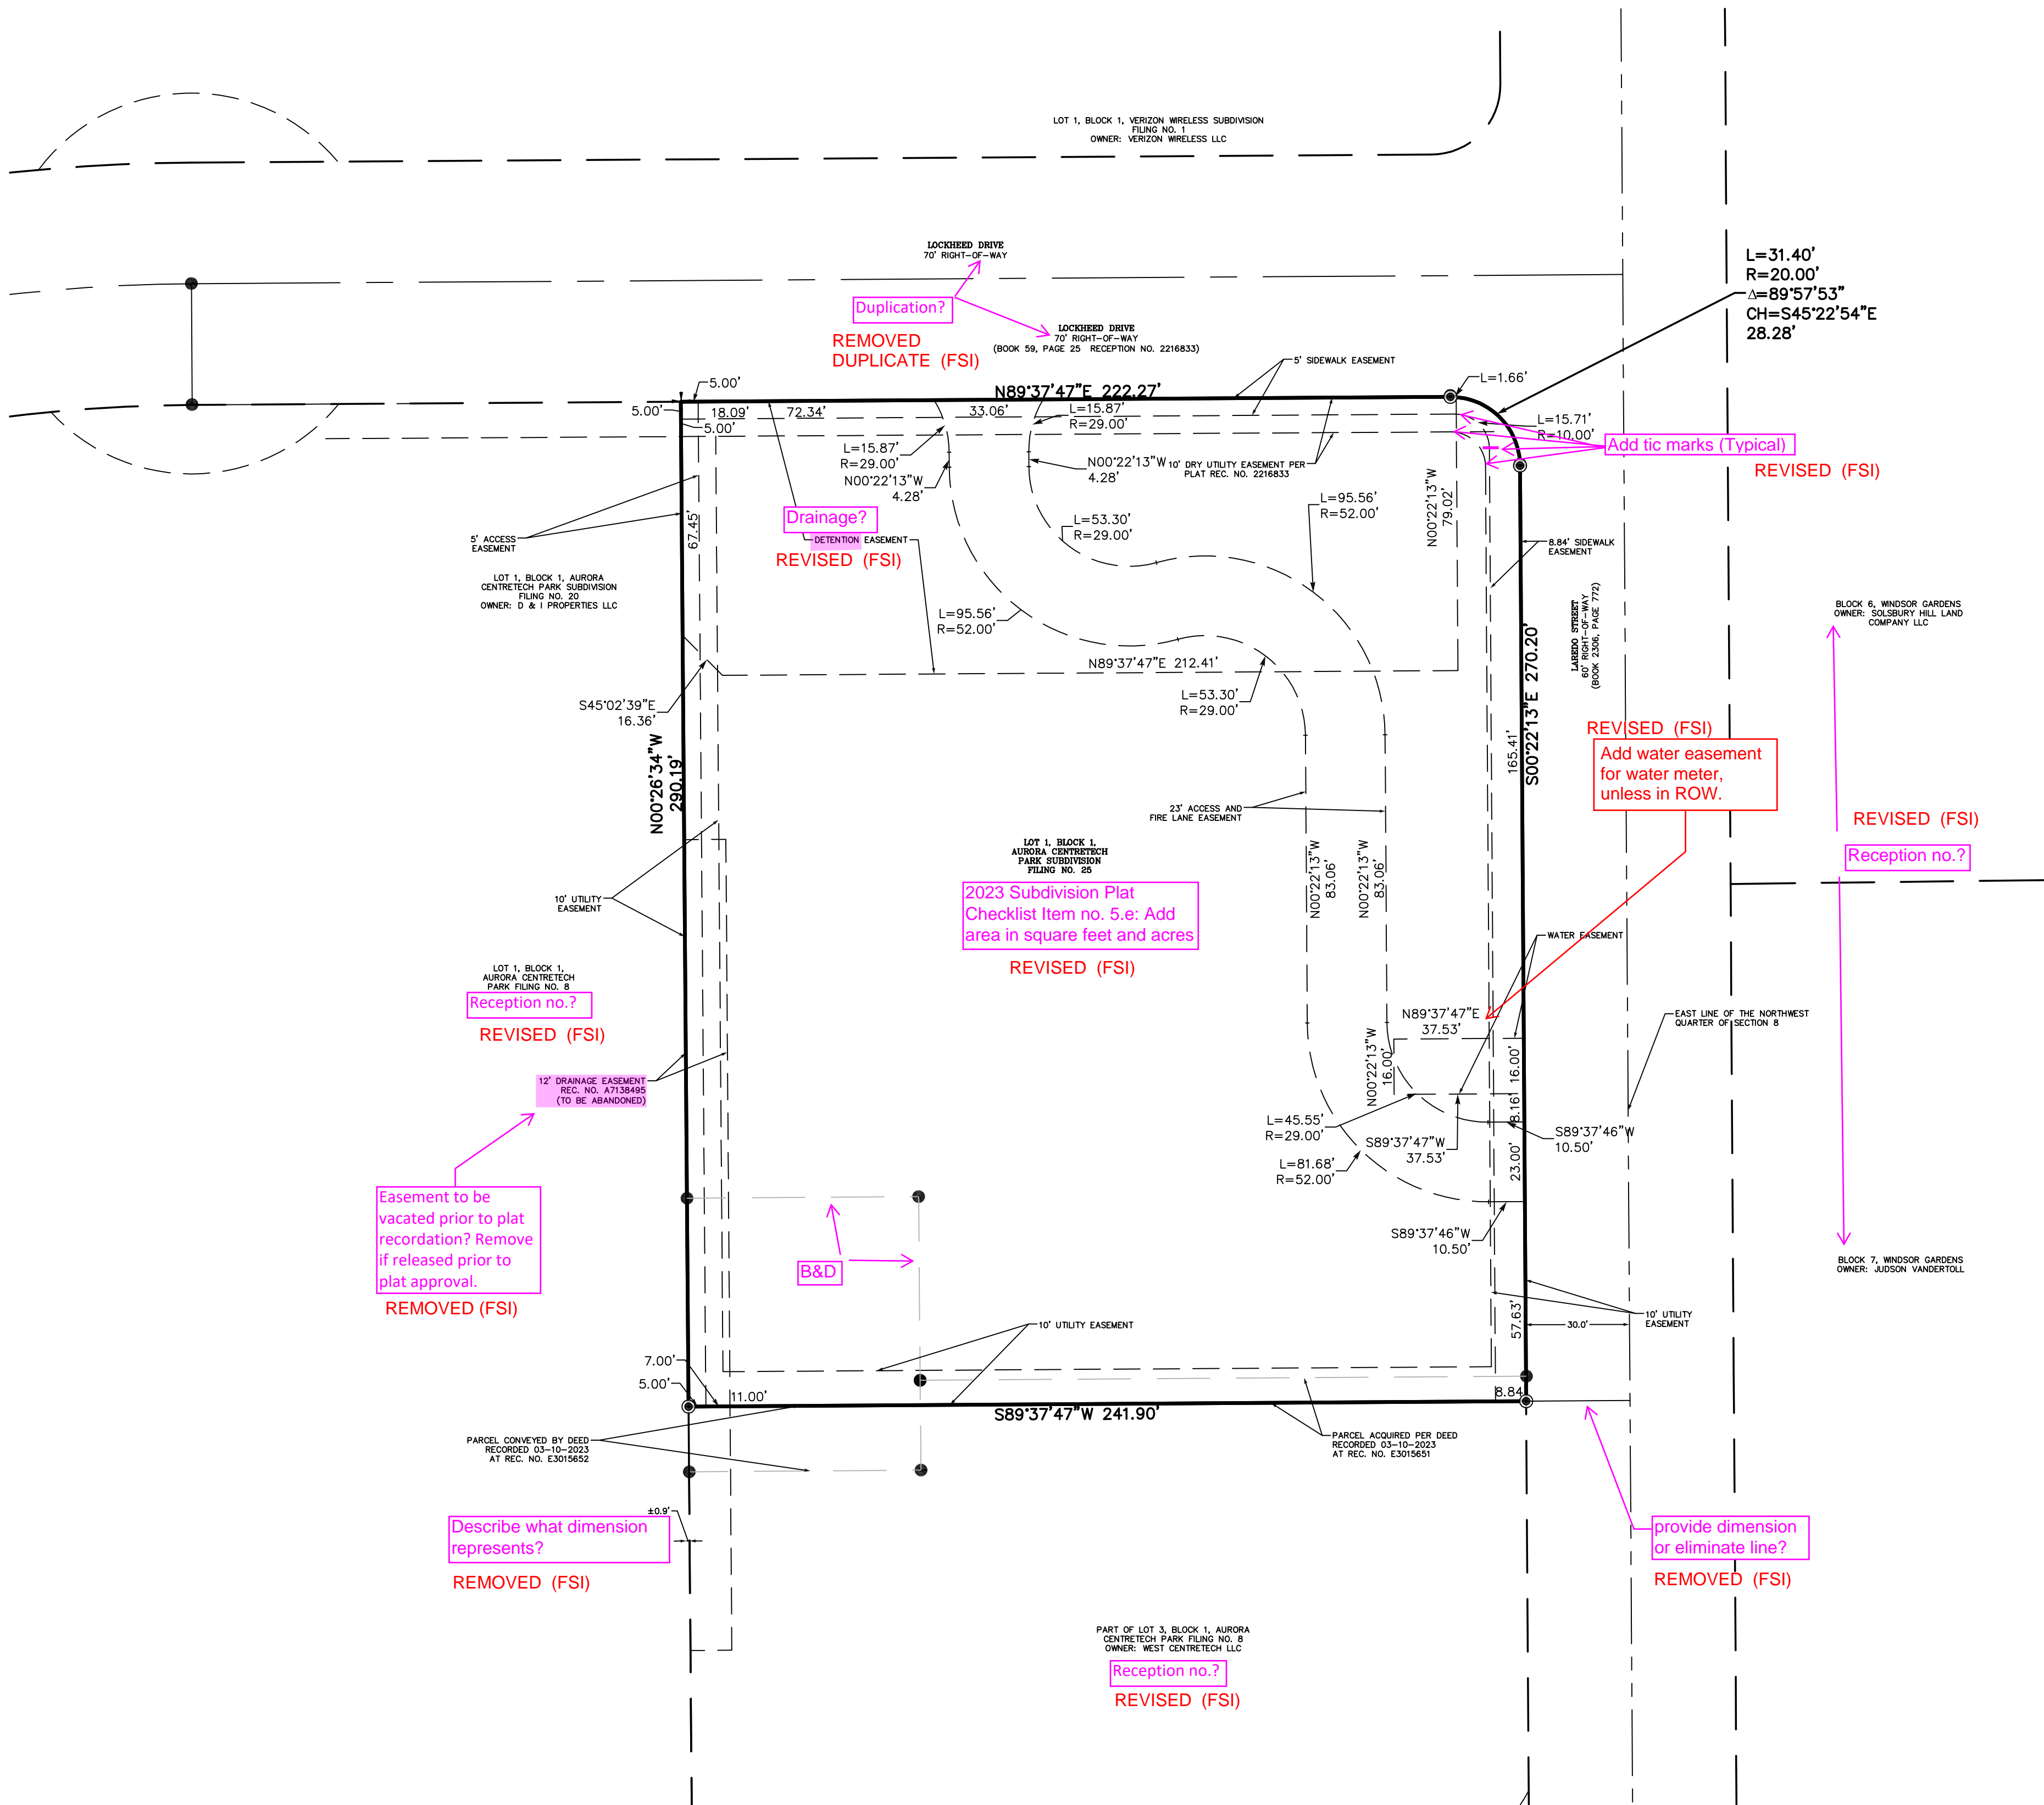 LOT 1, BLOCK 1, VERIZON WIRELESS SUBDIVISION
FILING NO. 1
OWNER: VERIZON WIRELESS LLC
LOCKHEED DRIVE
70' RIGHT-OF-WAY
Duplication?
REMOVED
DUPLICATE (FSI)
LOCKHEED DRIVE
70' RIGHT-OF-WAY
(BOOK 59, PAGE 25 RECEPTION NO. 2216833)
L=31.40'
R=20.00'
Δ=89°57'53"
CH=S45°22'54"E
28.28'
5' SIDEWALK EASEMENT
5.00'
N89°37'47"E 222.27'
L=1.66'
5.00'
18.09'
72.34'
33.06'
L=15.87'
R=29.00'
5.00'
L=15.71'
R=10.00'
Add tic marks (Typical)
REVISED (FSI)
L=15.87'
R=29.00'
N00°22'13"W
4.28'
N00°22'13"W
4.28'
10' DRY UTILITY EASEMENT PER
PLAT REC. NO. 2216833
L=95.56'
R=52.00'
N00°22'13"W
79.02'
Drainage?
DETENTION EASEMENT
REVISED (FSI)
L=53.30'
R=29.00'
67.45'
5' ACCESS
EASEMENT
8.84' SIDEWALK
EASEMENT
LOT 1, BLOCK 1, AURORA
CENTRETECH PARK SUBDIVISION
FILING NO. 20
OWNER: D & I PROPERTIES LLC
LAREDO STREET
60' RIGHT-OF-WAY
(BOOK 2306, PAGE 772)
BLOCK 6, WINDSOR GARDENS
OWNER: SOLSBURY HILL LAND
COMPANY LLC
L=95.56'
R=52.00'
N89°37'47"E 212.41'
S45°02'39"E
16.36'
L=53.30'
R=29.00'
S00°22'13"E 270.20'
165.41'
N00°26'34"W
290.19'
REVISED (FSI)
Add water easement
for water meter,
unless in ROW.
23' ACCESS AND
FIRE LANE EASEMENT
REVISED (FSI)
Reception no.?
LOT 1, BLOCK 1,
AURORA CENTRETECH
PARK SUBDIVISION
FILING NO. 25
2023 Subdivision Plat
Checklist Item no. 5.e: Add
area in square feet and acres
REVISED (FSI)
N00°22'13"W
83.06'
N00°22'13"W
83.06'
10' UTILITY
EASEMENT
WATER EASEMENT
LOT 1, BLOCK 1,
AURORA CENTRETECH
PARK FILING NO. 8
Reception no.?
REVISED (FSI)
N89°37'47"E
37.53'
EAST LINE OF THE NORTHWEST
QUARTER OF SECTION 8
N00°22'13"W
16.00'
16.00'
12' DRAINAGE EASEMENT
REC. NO. A7138495
(TO BE ABANDONED)
8.16'
L=45.55'
R=29.00'
S89°37'47"W
37.53'
S89°37'46"W
10.50'
L=81.68'
R=52.00'
23.00'
Easement to be
vacated prior to plat
recordation? Remove
if released prior to
plat approval.
REMOVED (FSI)
S89°37'46"W
10.50'
B&D
BLOCK 7, WINDSOR GARDENS
OWNER: JUDSON VANDERTOLL
10' UTILITY EASEMENT
57.63'
30.0'
10' UTILITY
EASEMENT
7.00'
5.00'
11.00'
8.84
S89°37'47"W 241.90'
PARCEL CONVEYED BY DEED
RECORDED 03-10-2023
AT REC. NO. E3015652
PARCEL ACQUIRED PER DEED
RECORDED 03-10-2023
AT REC. NO. E3015651
±0.9'
Describe what dimension
represents?
REMOVED (FSI)
provide dimension
or eliminate line?
REMOVED (FSI)
PART OF LOT 3, BLOCK 1, AURORA
CENTRETECH PARK FILING NO. 8
OWNER: WEST CENTRETECH LLC
Reception no.?
REVISED (FSI)